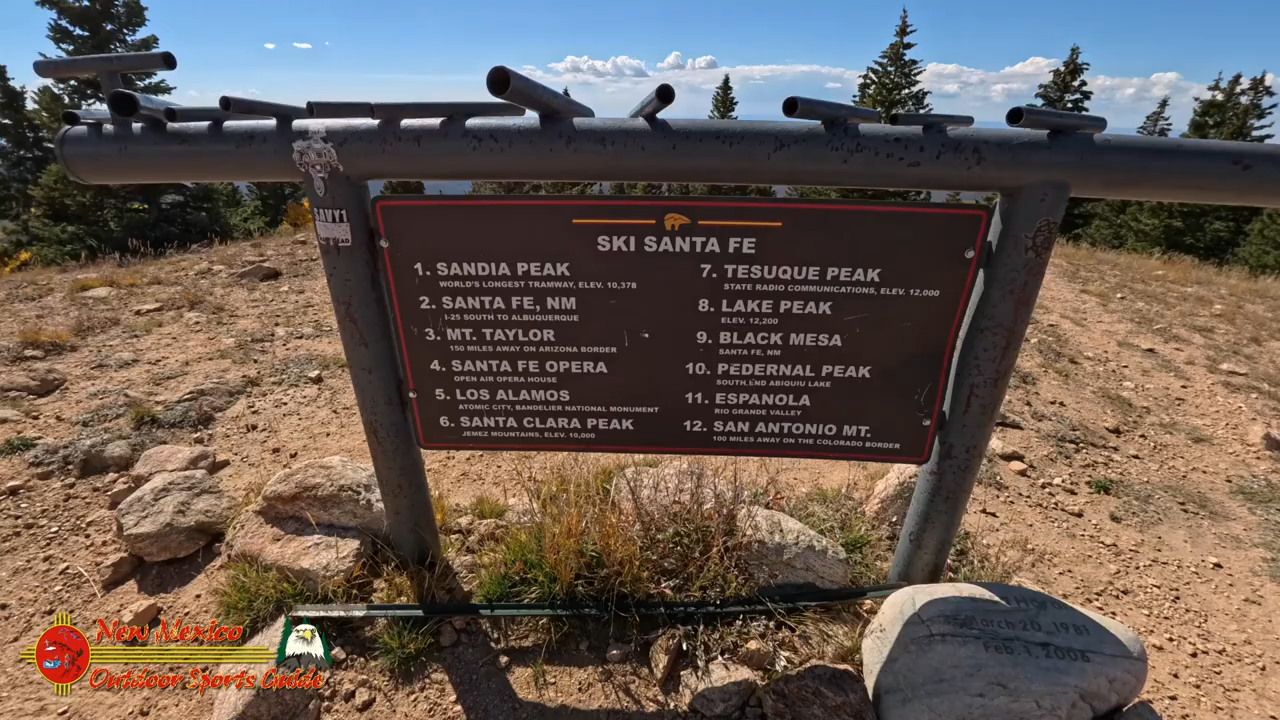 SAVY1
SKI SANTA FE
1. SANDIA PEAK
WORLD'S LONGEST TRAMWAY, ELEV. 10,378
2. SANTA FE, NM
I-25 SOUTH TO ALBUQUERQUE
3. MT. TAYLOR
150 MILES AWAY ON ARIZONA BORDER
4. SANTA FE OPERA
OPEN AIR OPERA HOUSE
5. LOS ALAMOS
ATOMIC CITY, BANDELIER NATIONAL MONUMENT
6. SANTA CLARA PEAK
JEMEZ MOUNTAINS, ELEV. 10,000
7. TESUQUE PEAK
STATE RADIO COMMUNICATIONS, ELEV. 12,000
8. LAKE PEAK
ELEV. 12,200
9. BLACK MESA
SANTA FE, NM
10. PEDERNAL PEAK
SOUTH END ABIQUIU LAKE
11. ESPANOLA
RIO GRANDE VALLEY
12. SAN ANTONIO MT.
100 MILES AWAY ON THE COLORADO BORDER
March 20, 1981
Feb. 1, 2006
New Mexico
Outdoor Sports Guide